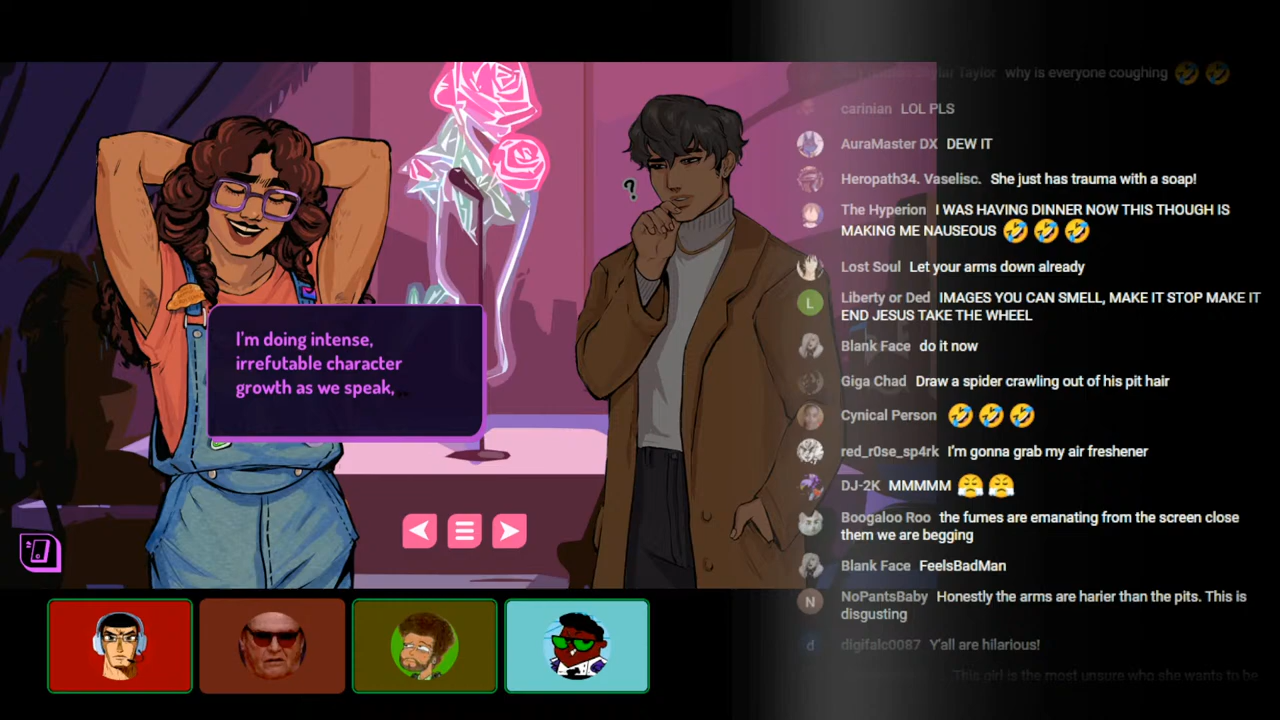 I'm doing intense,
irrefutable character
growth as we speak,
?
Taylor why is everyone coughing 🤣 🤣
carinian LOL PLS
AuraMaster DX DEW IT
Heropath34. Vaselisc. She just has trauma with a soap!
The Hyperion I WAS HAVING DINNER NOW THIS THOUGH IS
MAKING ME NAUSEOUS 🤣 🤣 🤣
Lost Soul Let your arms down already
L
Liberty or Ded IMAGES YOU CAN SMELL, MAKE IT STOP MAKE IT
END JESUS TAKE THE WHEEL
Blank Face do it now
Giga Chad Draw a spider crawling out of his pit hair
Cynical Person 🤣 🤣 🤣
red_r0se_sp4rk I'm gonna grab my air freshener
DJ-2K MMMMM 😤 😤
Boogaloo Roo the fumes are emanating from the screen close
them we are begging
Blank Face FeelsBadMan
N
NoPantsBaby Honestly the arms are harier than the pits. This is
disgusting
d
digifalc0087 Y'all are hilarious!
This girl is the most unsure who she wants to be